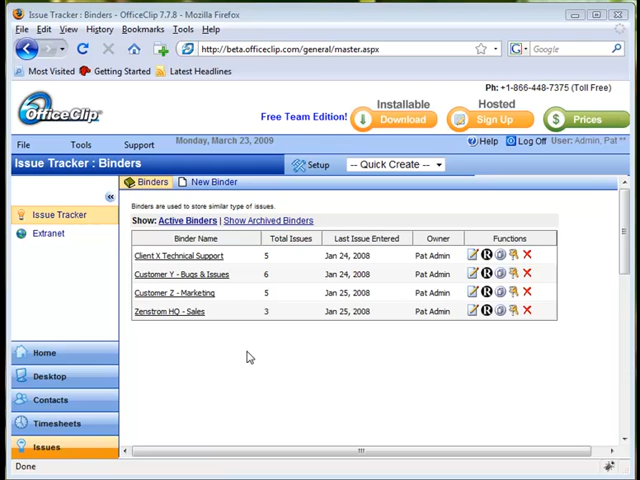 Issue Tracker : Binders - OfficeClip 7.7.8 - Mozilla Firefox
File Edit View History Bookmarks Tools Help
http://beta.officeclip.com/general/master.aspx
Google
Most Visited Getting Started Latest Headlines
Ph: +1-866-448-7375 (Toll Free)
OfficeClip
Free Team Edition!
Installable
Download
Hosted
Sign Up
$ Prices
File Tools Support Monday, March 23, 2009 Help Log Off User: Admin, Pat **
Issue Tracker : Binders Setup -- Quick Create --
Binders New Binder
Issue Tracker
Extranet
Binders are used to store similar type of issues.
Show: Active Binders | Show Archived Binders
Binder Name Total Issues Last Issue Entered Owner Functions
Client X Technical Support 5 Jan 24, 2008 Pat Admin R
Customer Y - Bugs & Issues 6 Jan 24, 2008 Pat Admin R
Customer Z - Marketing 5 Jan 25, 2008 Pat Admin R
Zenstrom HQ - Sales 3 Jan 25, 2008 Pat Admin R
Home
Desktop
Contacts
Timesheets
Issues
Done